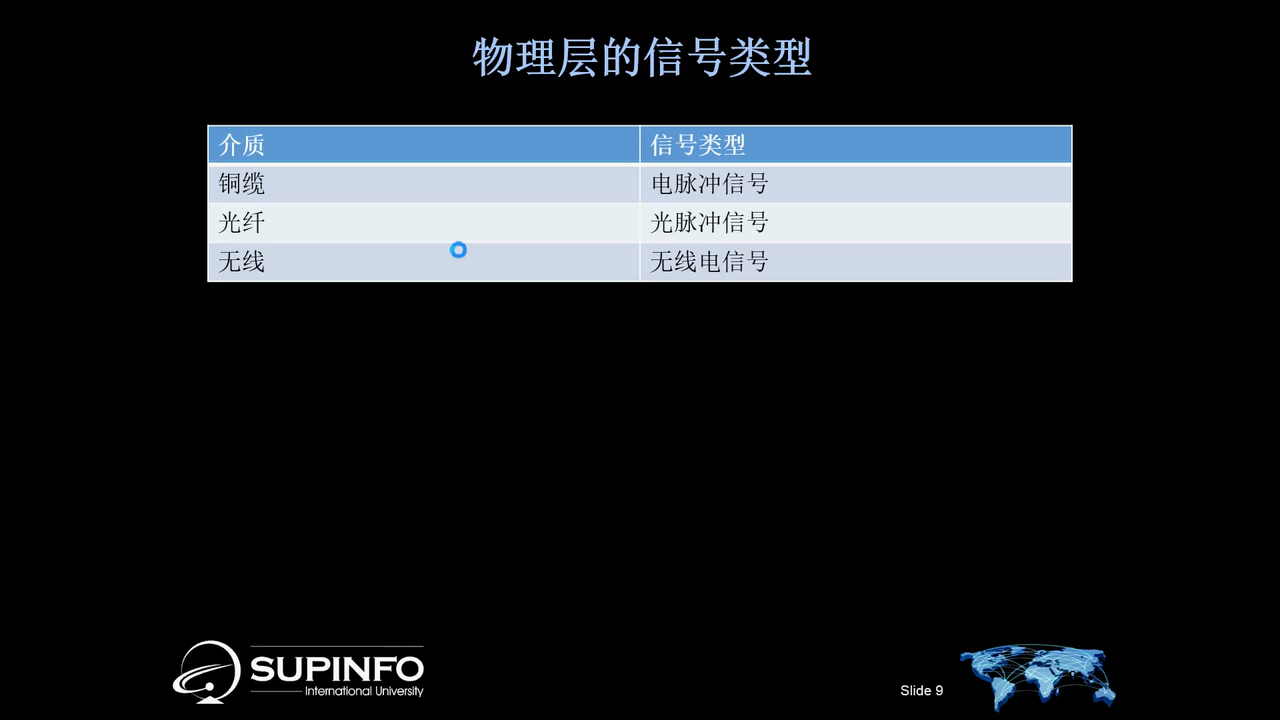 物理层的信号类型
介质 信号类型
铜缆 电脉冲信号
光纤 光脉冲信号
无线 无线电信号
SUPINFO
International University
Slide 9